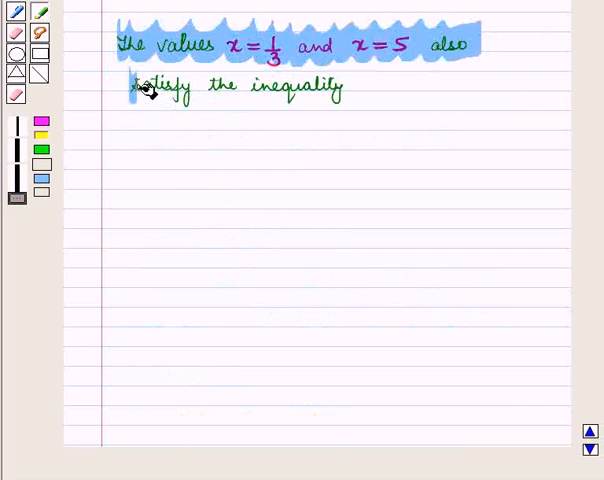 The values x = 1/3 and x = 5 also
satisfy the inequality